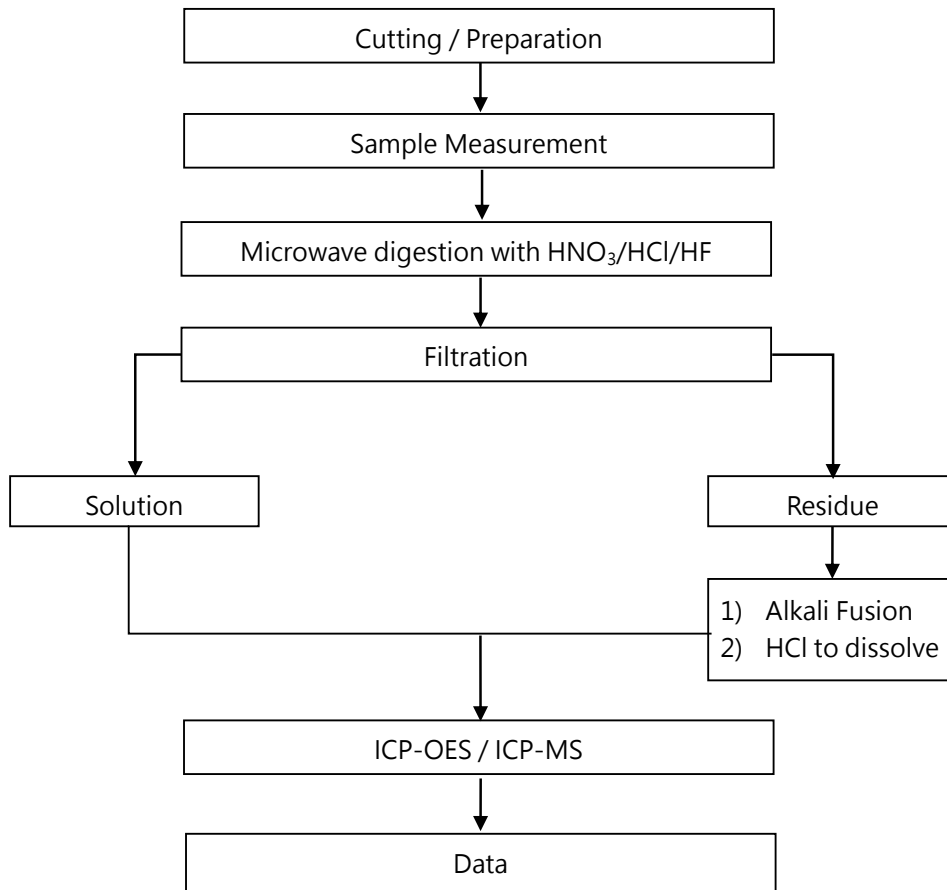 Cutting / Preparation
Sample Measurement
Microwave digestion with HNO₃/HCl/HF
Filtration
Solution
Residue
1) Alkali Fusion
2) HCl to dissolve
ICP-OES / ICP-MS
Data